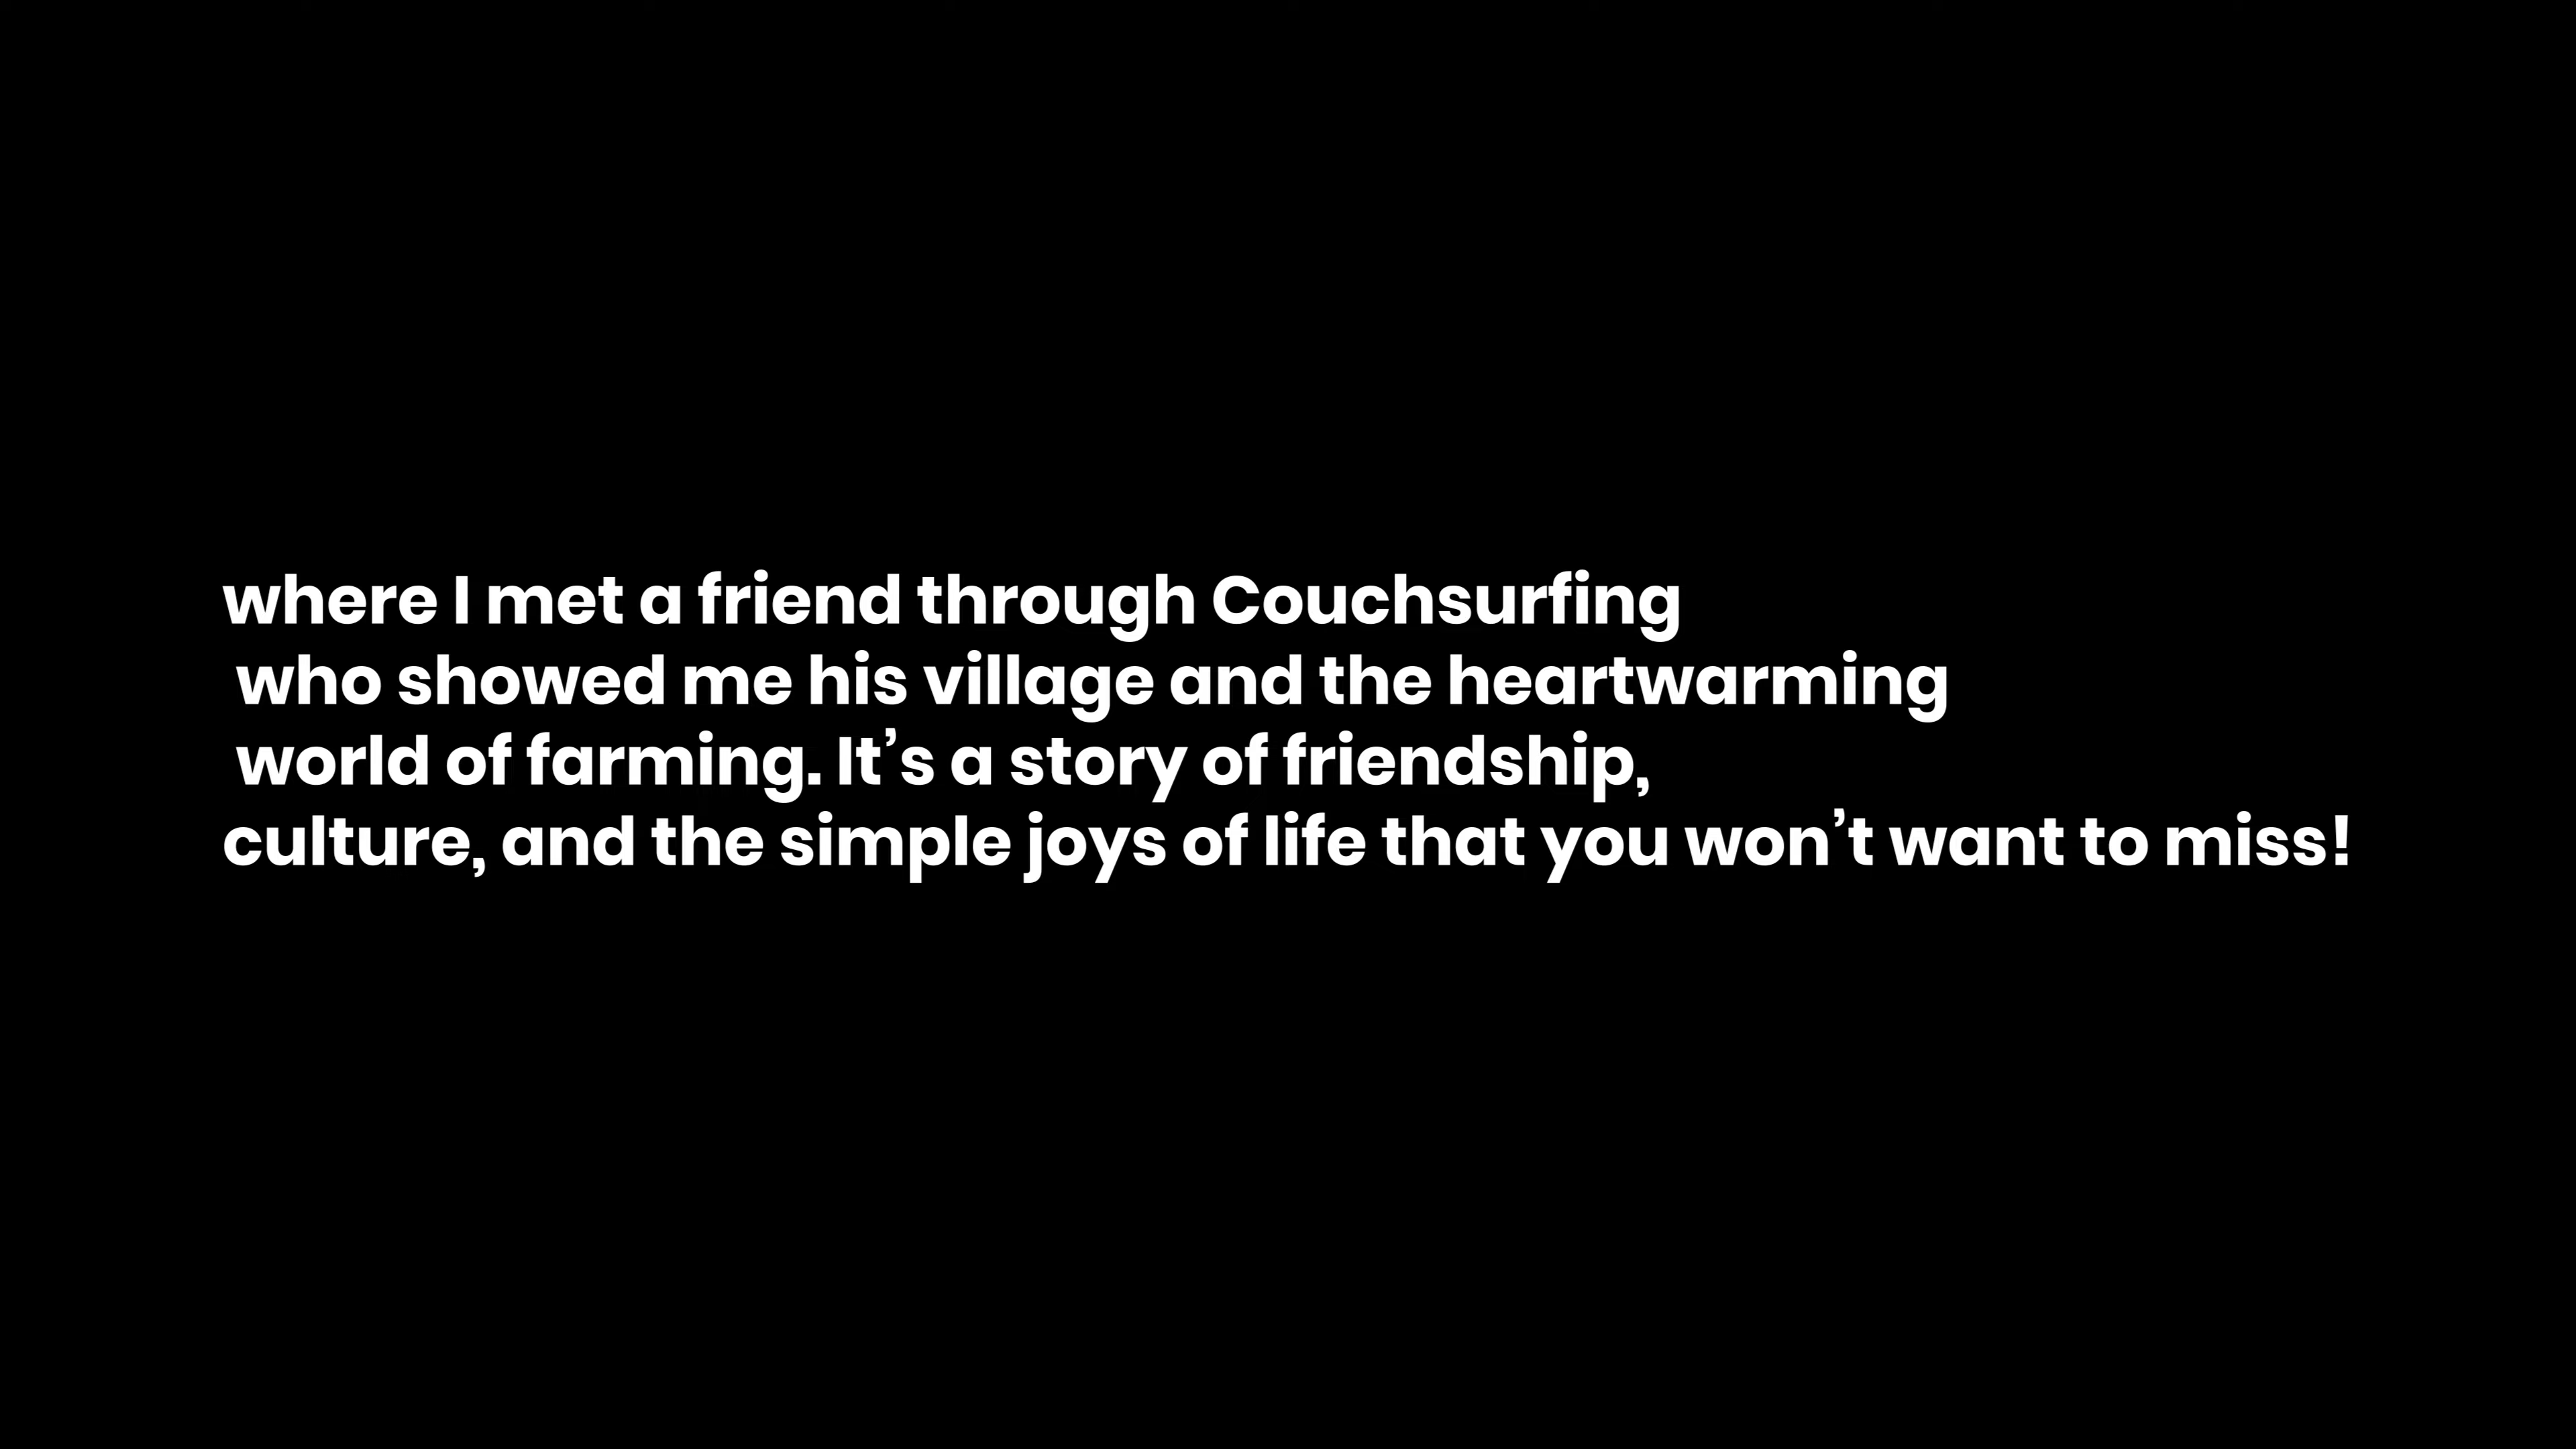 where I met a friend through Couchsurfing
who showed me his village and the heartwarming
world of farming. It’s a story of friendship,
culture, and the simple joys of life that you won’t want to miss!